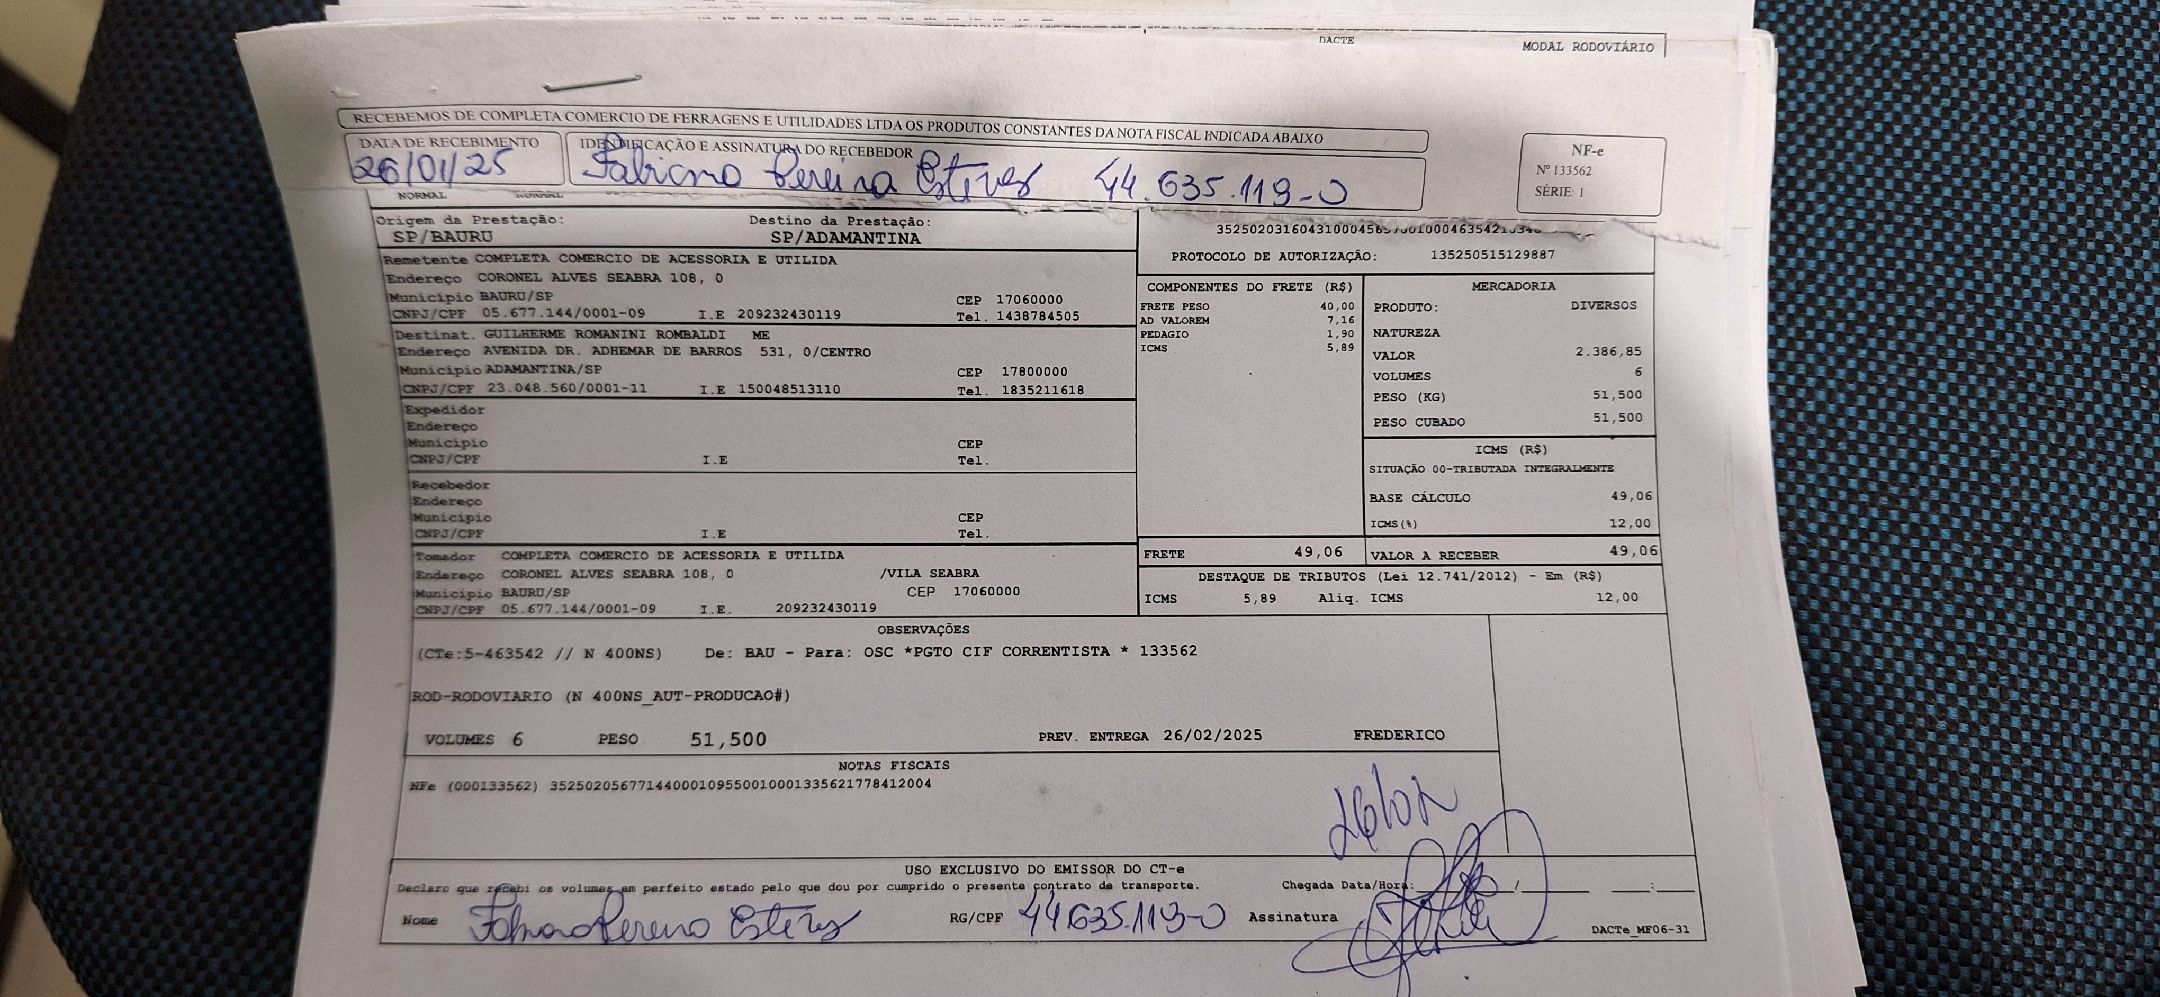 DACTE
MODAL RODOVIÁRIO
RECEBEMOS DE COMPLETA COMERCIO DE FERRAGENS E UTILIDADES LTDA OS PRODUTOS CONSTANTES DA NOTA FISCAL INDICADA ABAIXO
DATA DE RECEBIMENTO IDENTIFICAÇÃO E ASSINATURA DO RECEBEDOR
26/01/25 Fabiano Pereira Esteves 44.635.119-0
NF-e
Nº 133562
SÉRIE: 1
NORMAL NORMAL
Origem da Prestação: Destino da Prestação:
SP/BAURU SP/ADAMANTINA
Remetente COMPLETA COMERCIO DE ACESSORIA E UTILIDA
Endereço CORONEL ALVES SEABRA 108, 0
Município BAURU/SP CEP 17060000
CNPJ/CPF 05.677.144/0001-09 I.E 209232430119 Tel. 1438784505
Destinat. GUILHERME ROMANINI ROMBALDI ME
Endereço AVENIDA DR. ADHEMAR DE BARROS 531, 0/CENTRO
Município ADAMANTINA/SP CEP 17800000
CNPJ/CPF 23.048.560/0001-11 I.E 150048513110 Tel. 1835211618
Expedidor
Endereço
Município CEP
CNPJ/CPF I.E Tel.
Recebedor
Endereço
Município CEP
CNPJ/CPF I.E Tel.
Tomador COMPLETA COMERCIO DE ACESSORIA E UTILIDA
Endereço CORONEL ALVES SEABRA 108, 0 /VILA SEABRA
Município BAURU/SP CEP 17060000
CNPJ/CPF 05.677.144/0001-09 I.E. 209232430119
PROTOCOLO DE AUTORIZAÇÃO: 135250515129887
COMPONENTES DO FRETE (R$)
FRETE PESO 40,00
AD VALOREM 7,16
PEDAGIO 1,90
ICMS 5,89
MERCADORIA
PRODUTO: DIVERSOS
NATUREZA
VALOR 2.386,85
VOLUMES 6
PESO (KG) 51,500
PESO CUBADO 51,500
ICMS (R$)
SITUAÇÃO 00-TRIBUTADA INTEGRALMENTE
BASE CÁLCULO 49,06
ICMS(%) 12,00
FRETE 49,06 VALOR A RECEBER 49,06
DESTAQUE DE TRIBUTOS (Lei 12.741/2012) - Em (R$)
ICMS 5,89 Aliq. ICMS 12,00
OBSERVAÇÕES
(CTe:5-463542 // N 400NS) De: BAU - Para: OSC *PGTO CIF CORRENTISTA * 133562
ROD-RODOVIARIO (N 400NS_AUT-PRODUCAO#)
VOLUMES 6 PESO 51,500 PREV. ENTREGA 26/02/2025 FREDERICO
NOTAS FISCAIS
NFe (000133562) 35250205677144000109550010001335621778412004
USO EXCLUSIVO DO EMISSOR DO CT-e
Declaro que recebi os volumes em perfeito estado pelo que dou por cumprido o presente contrato de transporte. Chegada Data/Hora: / :
Nome Fabiano Pereira Esteves RG/CPF 44.635.119-0 Assinatura
DACTe_MF06-31